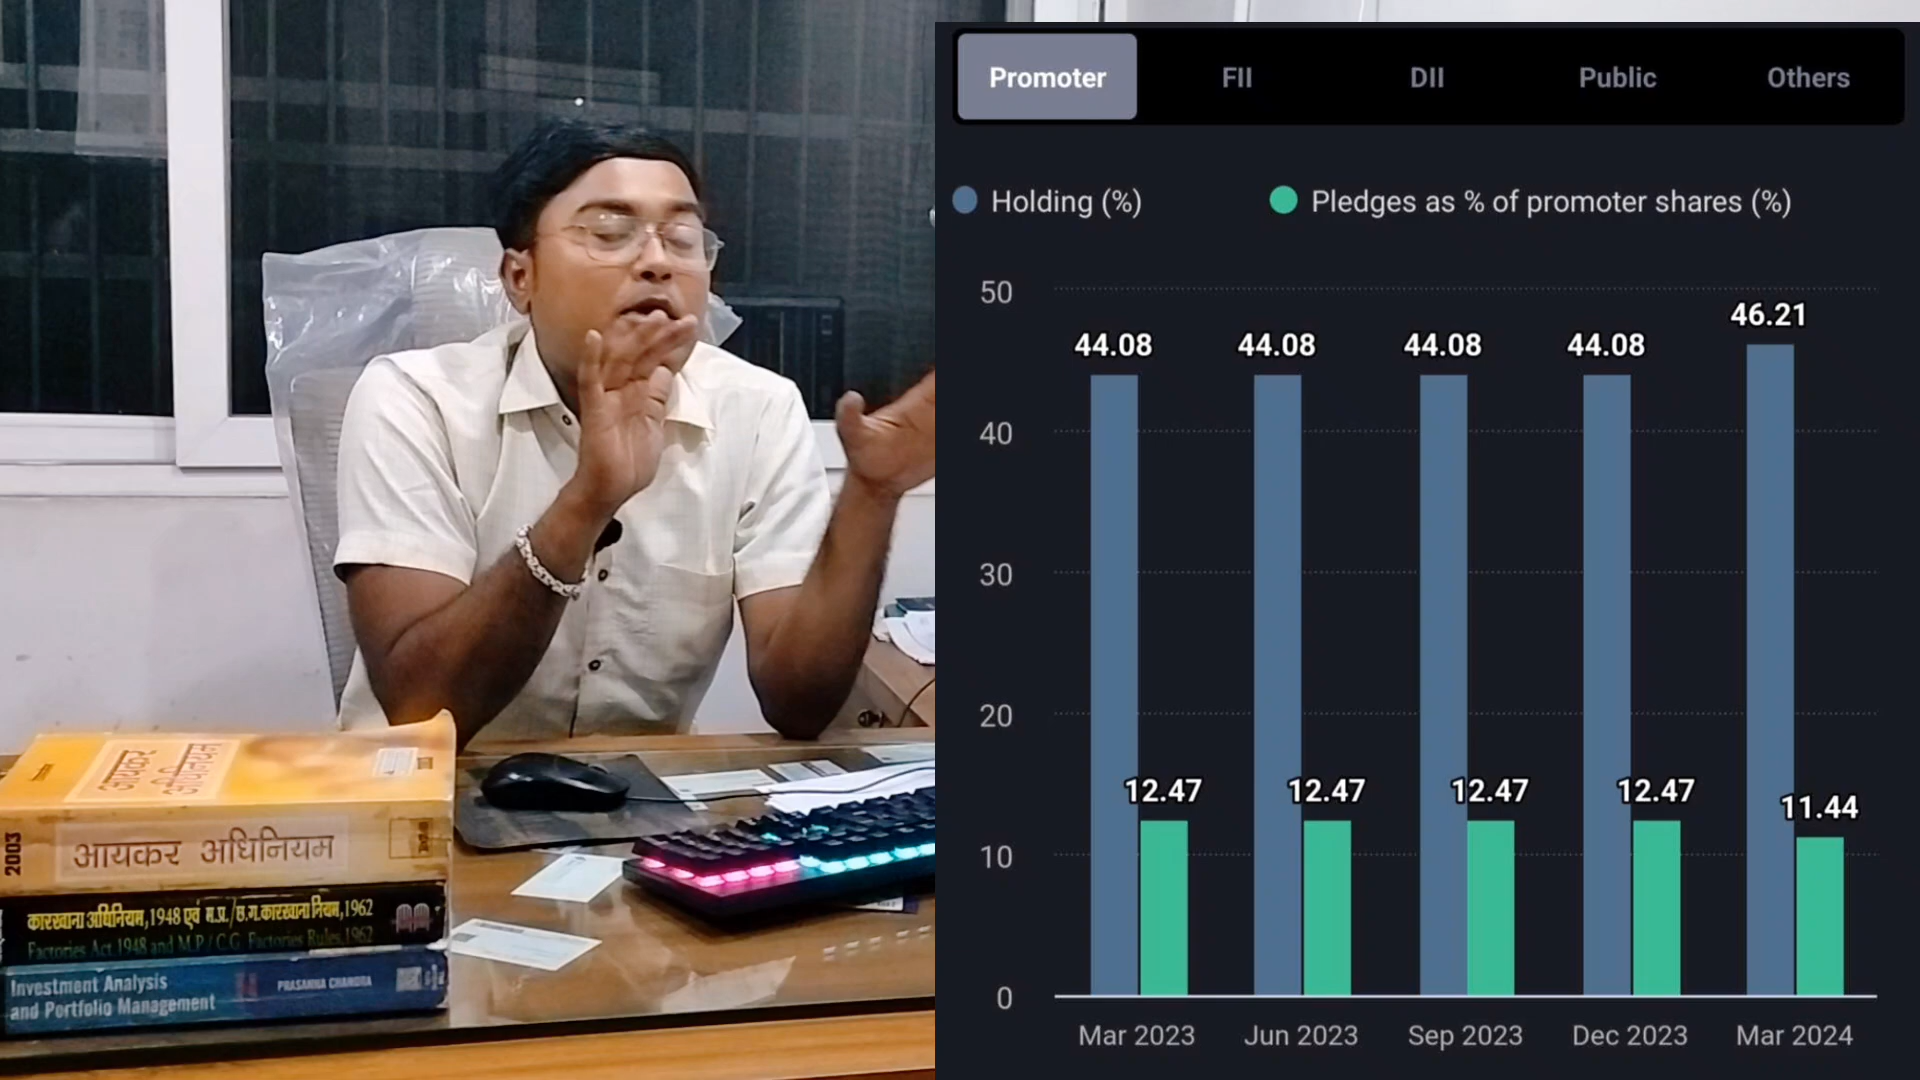 Promoter FII DII Public Others
Holding (%) Pledges as % of promoter shares (%)
50
40
30
20
10
0
44.08 44.08 44.08 44.08 46.21
12.47 12.47 12.47 12.47 11.44
Mar 2023 Jun 2023 Sep 2023 Dec 2023 Mar 2024
आयकर
अधिनियम
2003
आयकर अधिनियम
कारखाना अधिनियम, 1948 एवं म.प्र./छ.ग. कारखाना नियम, 1962
Factories Act 1948 and M.P / C.G Factories Rules, 1962
Investment Analysis
and Portfolio Management
PRASANNA CHANDRA